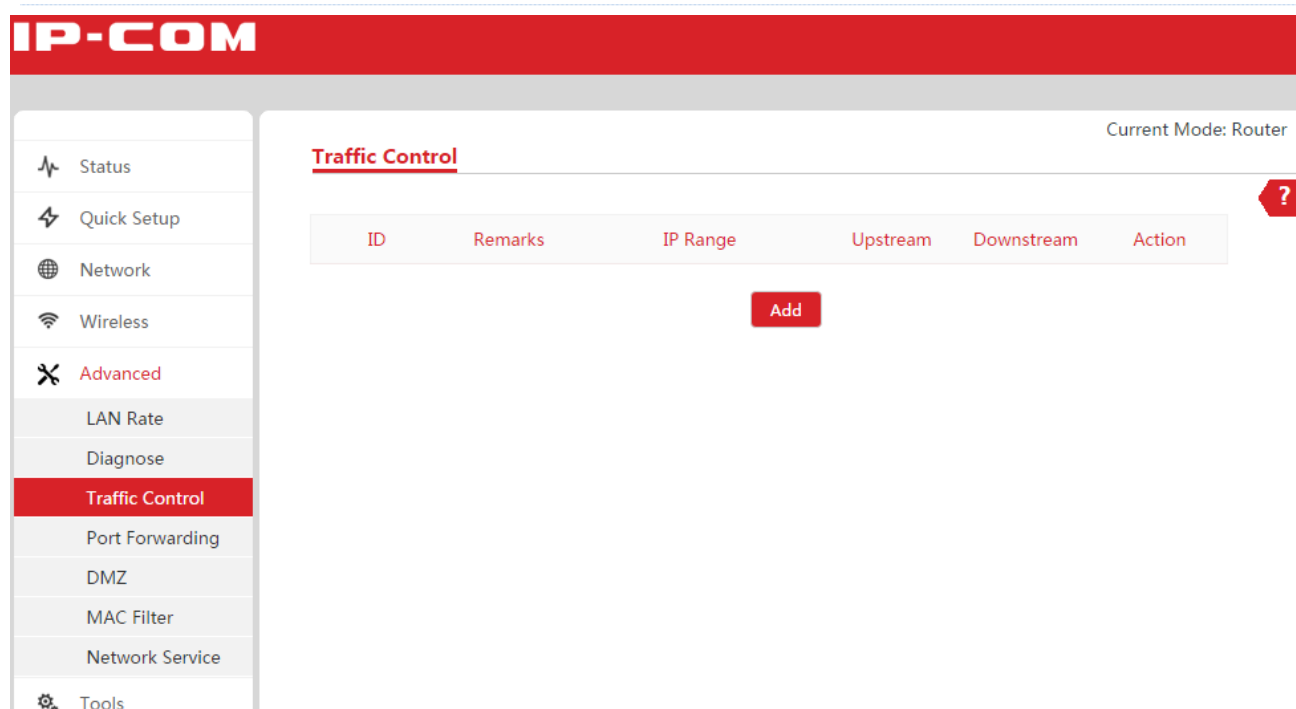 IP-COM
Current Mode: Router
Traffic Control
?
ID Remarks IP Range Upstream Downstream Action
Add
Status
Quick Setup
Network
Wireless
Advanced
LAN Rate
Diagnose
Traffic Control
Port Forwarding
DMZ
MAC Filter
Network Service
Tools